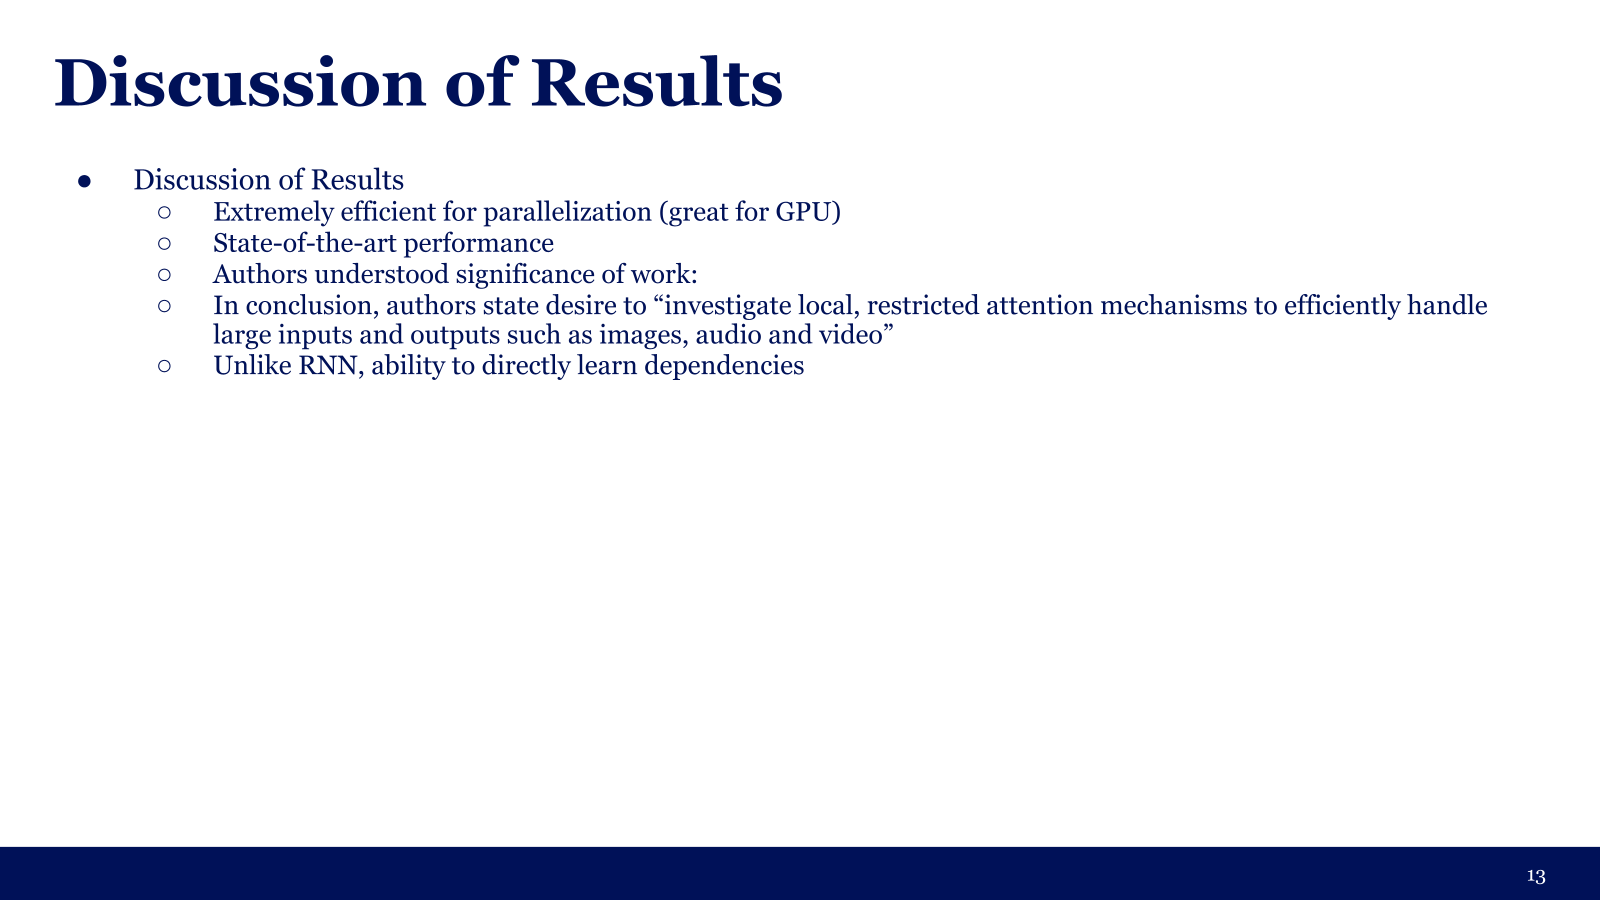 Discussion of Results
● Discussion of Results
○ Extremely efficient for parallelization (great for GPU)
○ State-of-the-art performance
○ Authors understood significance of work:
○ In conclusion, authors state desire to “investigate local, restricted attention mechanisms to efficiently handle
large inputs and outputs such as images, audio and video”
○ Unlike RNN, ability to directly learn dependencies
13